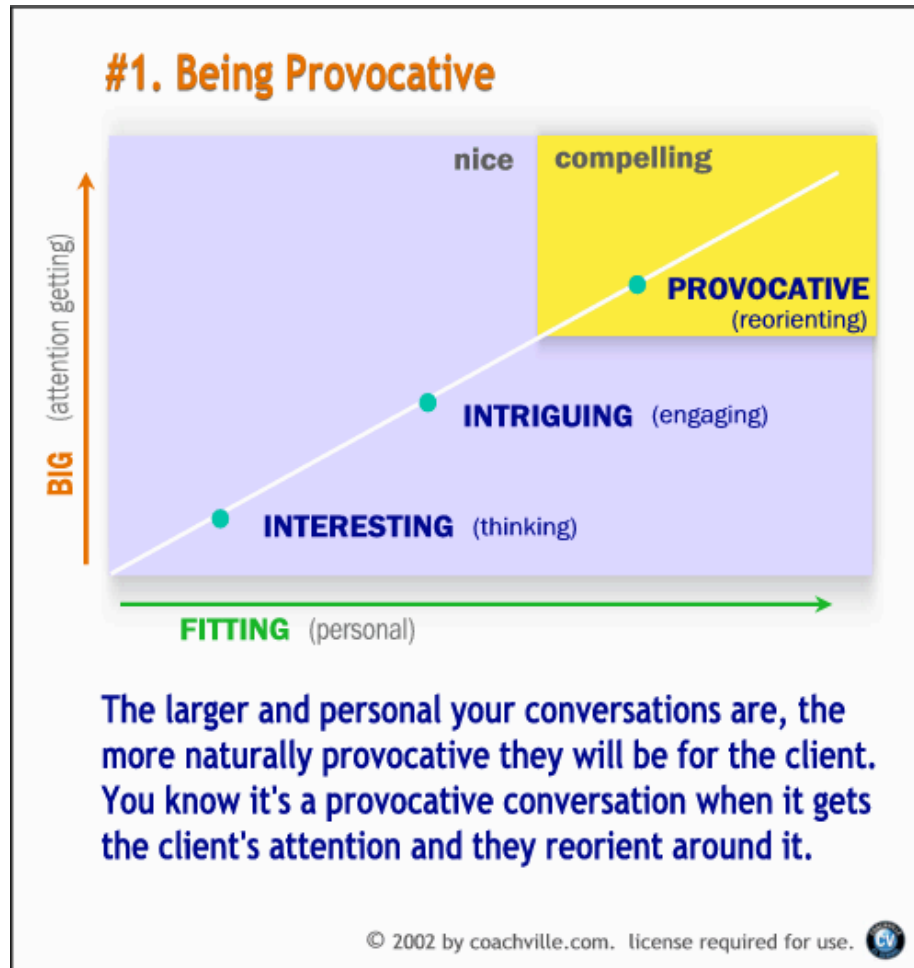 #1. Being Provocative
nice compelling
BIG (attention getting)
PROVOCATIVE
(reorienting)
INTRIGUING (engaging)
INTERESTING (thinking)
FITTING (personal)
The larger and personal your conversations are, the
more naturally provocative they will be for the client.
You know it's a provocative conversation when it gets
the client's attention and they reorient around it.
© 2002 by coachville.com. license required for use.
CV